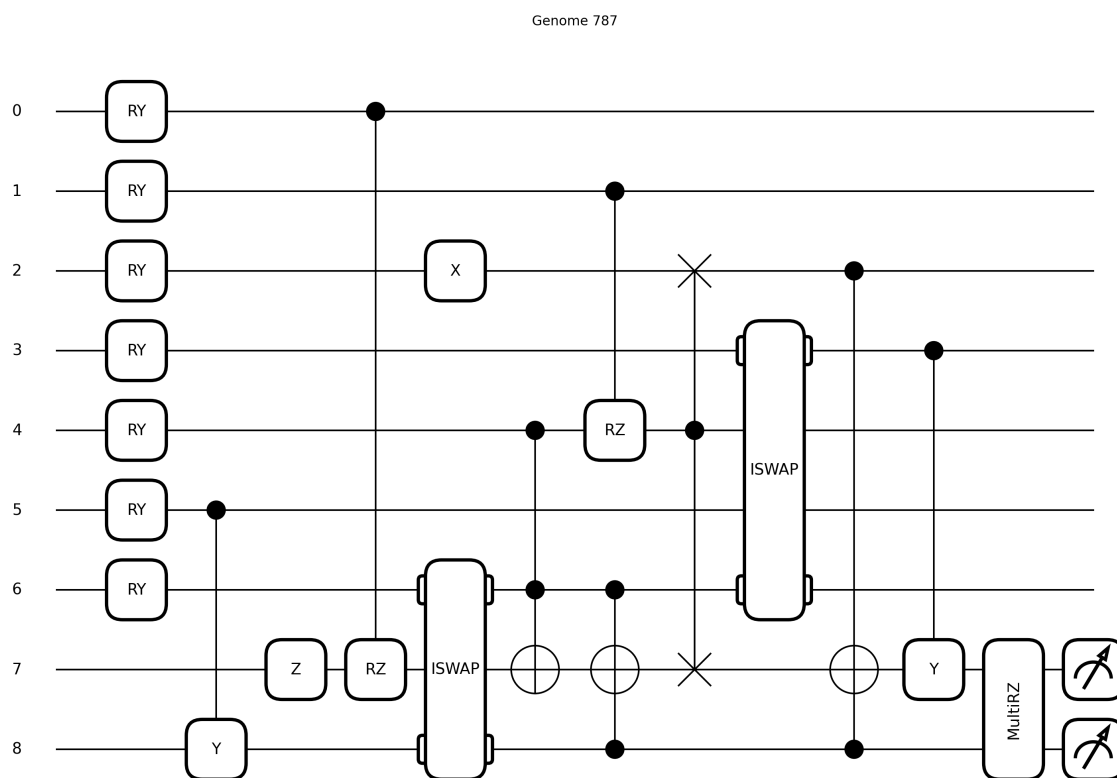 Genome 787
0 RY
1 RY
2 RY X
3 RY
4 RY RZ
ISWAP
5 RY
6 RY
7 Z RZ ISWAP Y
MultiRZ
8 Y